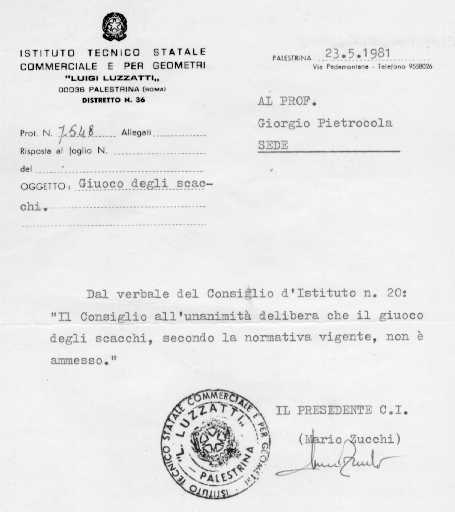 ISTITUTO TECNICO STATALE
COMMERCIALE E PER GEOMETRI
"LUIGI LUZZATTI,,
00036 PALESTRINA (ROMA)
DISTRETTO N. 36
PALESTRINA 23.5.1981
Via Pedemontana - Telefono 9558026
AL PROF.
Giorgio Pietrocola
SEDE
Prot. N. 7548 Allegati
Risposta al foglio N.
del
OGGETTO: Giuoco degli scac-
chi.
Dal verbale del Consiglio d'Istituto n. 20:
"Il Consiglio all'unanimità delibera che il giuoco
degli scacchi, secondo la normativa vigente, non è
ammesso."
IL PRESIDENTE C.I.
(Mario Zucchi)
ISTITUTO TECNICO STATALE COMMERCIALE E PER GEOMETRI
"L. LUZZATTI,,
PALESTRINA